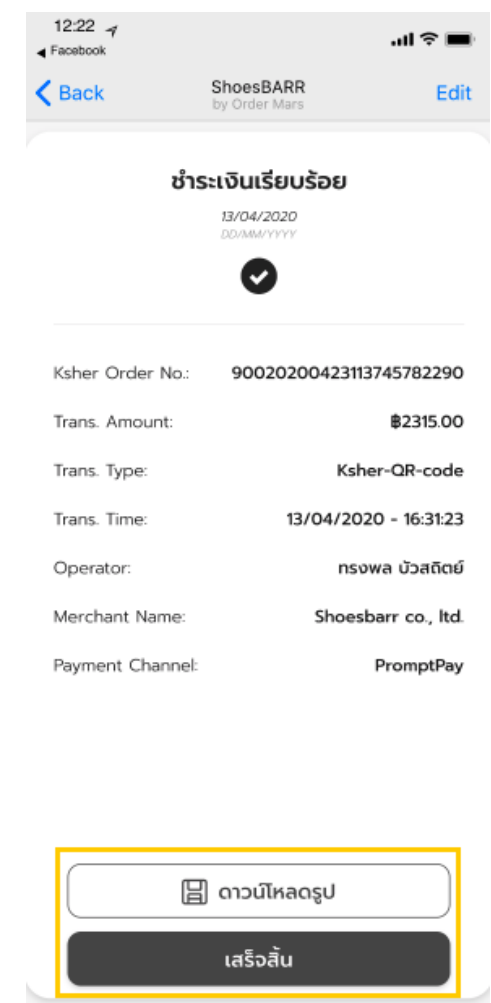 12:22
Facebook
Back
ShoesBARR
Edit
by Order Mars
ชำระเงินเรียบร้อย
13/04/2020
DD/MM/YYYY
Ksher Order No.: 90020200423113745782290
Trans. Amount: ฿2315.00
Trans. Type: Ksher-QR-code
Trans. Time: 13/04/2020 - 16:31:23
Operator: ทรงพล บัวสถิตย์
Merchant Name: Shoesbarr co., ltd.
Payment Channel: PromptPay
ดาวน์โหลดรูป
เสร็จสิ้น